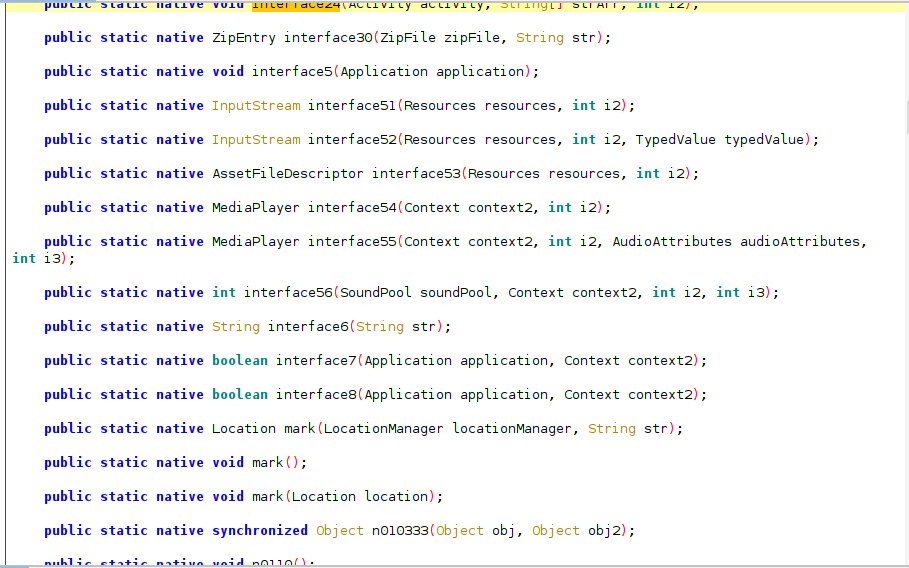 public static native void interface24(Activity activity, String[] strArr, int i2);
public static native ZipEntry interface30(ZipFile zipFile, String str);
public static native void interface5(Application application);
public static native InputStream interface51(Resources resources, int i2);
public static native InputStream interface52(Resources resources, int i2, TypedValue typedValue);
public static native AssetFileDescriptor interface53(Resources resources, int i2);
public static native MediaPlayer interface54(Context context2, int i2);
public static native MediaPlayer interface55(Context context2, int i2, AudioAttributes audioAttributes,
int i3);
public static native int interface56(SoundPool soundPool, Context context2, int i2, int i3);
public static native String interface6(String str);
public static native boolean interface7(Application application, Context context2);
public static native boolean interface8(Application application, Context context2);
public static native Location mark(LocationManager locationManager, String str);
public static native void mark();
public static native void mark(Location location);
public static native synchronized Object n010333(Object obj, Object obj2);
public static native void n0110();